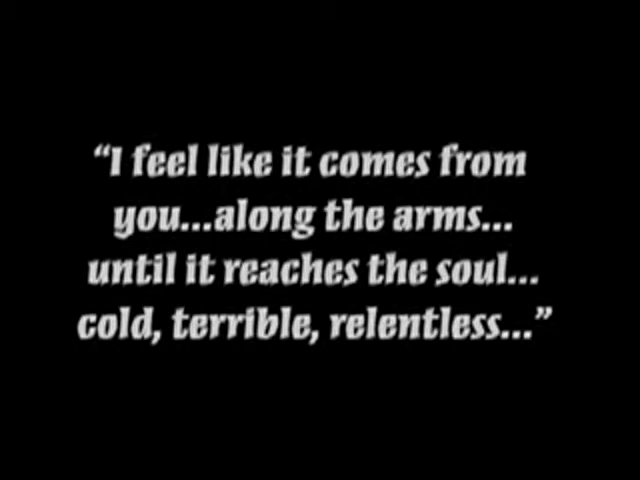 “I feel like it comes from
you...along the arms...
until it reaches the soul...
cold, terrible, relentless...”